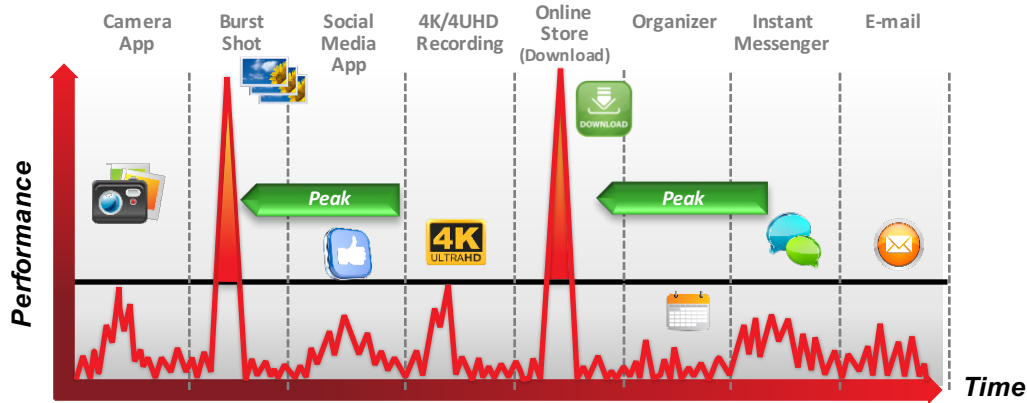 Camera
App
Burst
Shot
Social
Media
App
4K/4UHD
Recording
Online
Store
(Download)
Organizer
Instant
Messenger
E-mail
DOWNLOAD
Performance
Peak
Peak
4K
ULTRAHD
Time